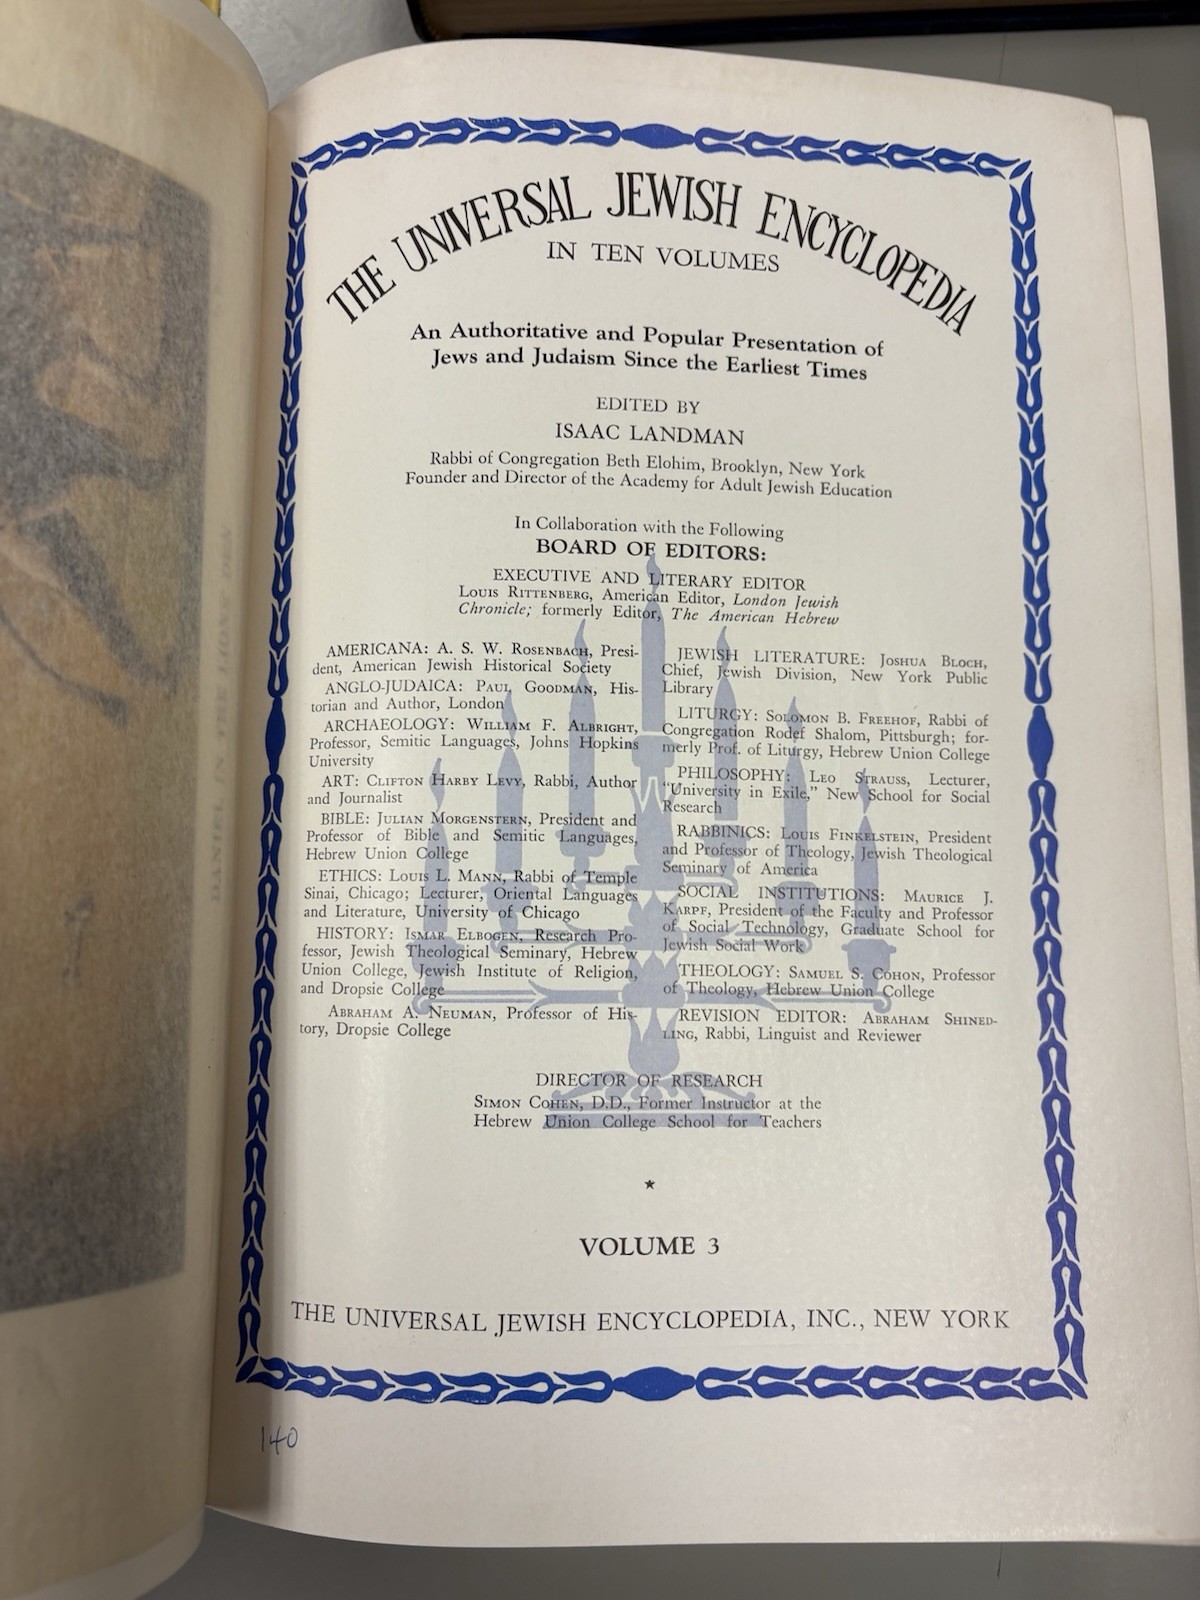 THE UNIVERSAL JEWISH ENCYCLOPEDIA
IN TEN VOLUMES
An Authoritative and Popular Presentation of
Jews and Judaism Since the Earliest Times
EDITED BY
ISAAC LANDMAN
Rabbi of Congregation Beth Elohim, Brooklyn, New York
Founder and Director of the Academy for Adult Jewish Education
In Collaboration with the Following
BOARD OF EDITORS:
EXECUTIVE AND LITERARY EDITOR
LOUIS RITTENBERG, American Editor, London Jewish
Chronicle; formerly Editor, The American Hebrew
AMERICANA: A. S. W. ROSENBACH, Presi-
dent, American Jewish Historical Society
ANGLO-JUDAICA: PAUL GOODMAN, His-
torian and Author, London
ARCHAEOLOGY: WILLIAM F. ALBRIGHT,
Professor, Semitic Languages, Johns Hopkins
University
ART: CLIFTON HARBY LEVY, Rabbi, Author
and Journalist
BIBLE: JULIAN MORGENSTERN, President and
Professor of Bible and Semitic Languages,
Hebrew Union College
ETHICS: LOUIS L. MANN, Rabbi of Temple
Sinai, Chicago; Lecturer, Oriental Languages
and Literature, University of Chicago
HISTORY: ISMAR ELBOGEN, Research Pro-
fessor, Jewish Theological Seminary, Hebrew
Union College, Jewish Institute of Religion,
and Dropsie College
ABRAHAM A. NEUMAN, Professor of His-
tory, Dropsie College
JEWISH LITERATURE: JOSHUA BLOCH,
Chief, Jewish Division, New York Public
Library
LITURGY: SOLOMON B. FREEHOF, Rabbi of
Congregation Rodef Shalom, Pittsburgh; for-
merly Prof. of Liturgy, Hebrew Union College
PHILOSOPHY: LEO STRAUSS, Lecturer,
"University in Exile," New School for Social
Research
RABBINICS: LOUIS FINKELSTEIN, President
and Professor of Theology, Jewish Theological
Seminary of America
SOCIAL INSTITUTIONS: MAURICE J.
KARPF, President of the Faculty and Professor
of Social Technology, Graduate School for
Jewish Social Work
THEOLOGY: SAMUEL S. COHON, Professor
of Theology, Hebrew Union College
REVISION EDITOR: ABRAHAM SHINED-
LING, Rabbi, Linguist and Reviewer
DIRECTOR OF RESEARCH
SIMON COHEN, D.D., Former Instructor at the
Hebrew Union College School for Teachers
★
VOLUME 3
THE UNIVERSAL JEWISH ENCYCLOPEDIA, INC., NEW YORK
140